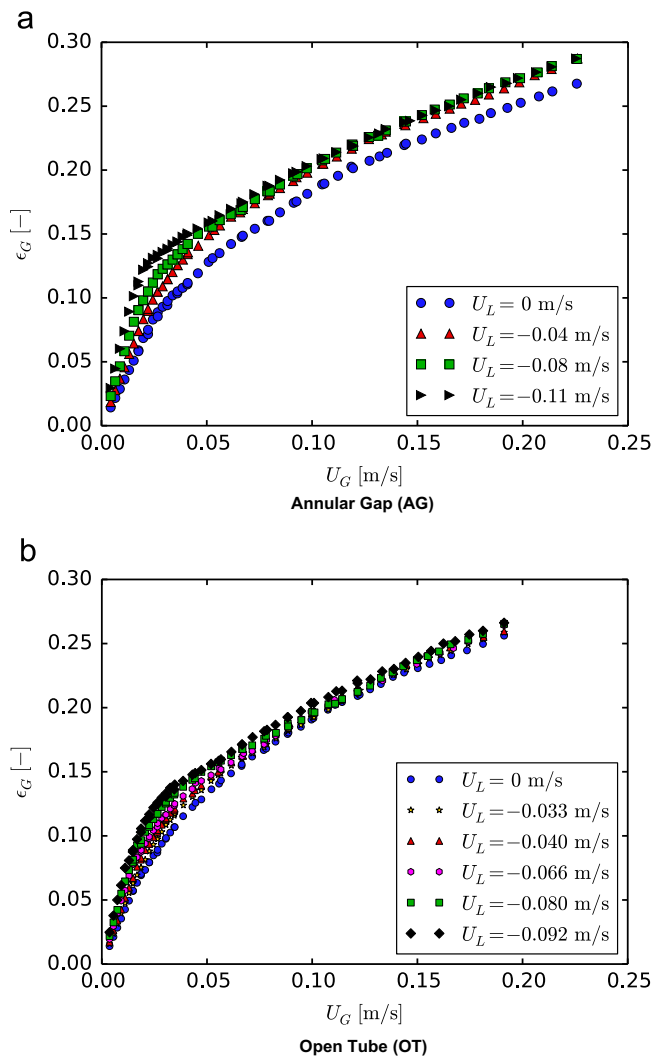 a
0.30
0.25
0.20
0.15
0.10
0.05
0.00
ϵ_G [-]
U_L = 0 m/s
U_L = −0.04 m/s
U_L = −0.08 m/s
U_L = −0.11 m/s
0.00 0.05 0.10 0.15 0.20 0.25
U_G [m/s]
Annular Gap (AG)
b
0.30
0.25
0.20
0.15
0.10
0.05
0.00
ϵ_G [-]
U_L = 0 m/s
U_L = −0.033 m/s
U_L = −0.040 m/s
U_L = −0.066 m/s
U_L = −0.080 m/s
U_L = −0.092 m/s
0.00 0.05 0.10 0.15 0.20 0.25
U_G [m/s]
Open Tube (OT)